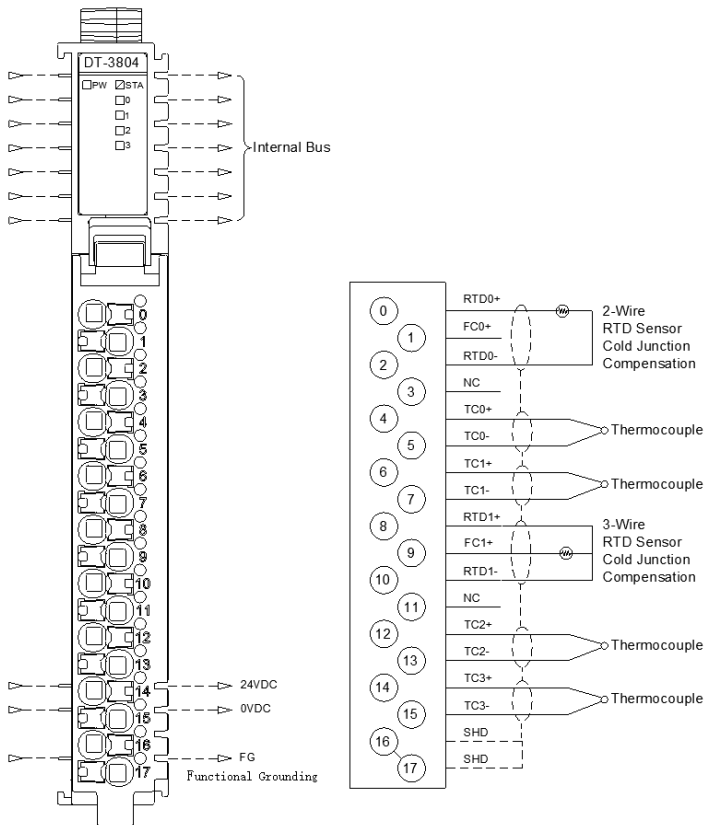 DT-3804
PW STA
0
1
2
3
Internal Bus
0
1
2
3
4
5
6
7
8
9
10
11
12
13
14
15
16
17
24VDC
0VDC
FG
Functional Grounding
0 RTD0+
1 FC0+
2 RTD0-
3 NC
4 TC0+
5 TC0-
6 TC1+
7 TC1-
8 RTD1+
9 FC1+
10 RTD1-
11 NC
12 TC2+
13 TC2-
14 TC3+
15 TC3-
16 SHD
17 SHD
2-Wire
RTD Sensor
Cold Junction
Compensation
Thermocouple
Thermocouple
3-Wire
RTD Sensor
Cold Junction
Compensation
Thermocouple
Thermocouple